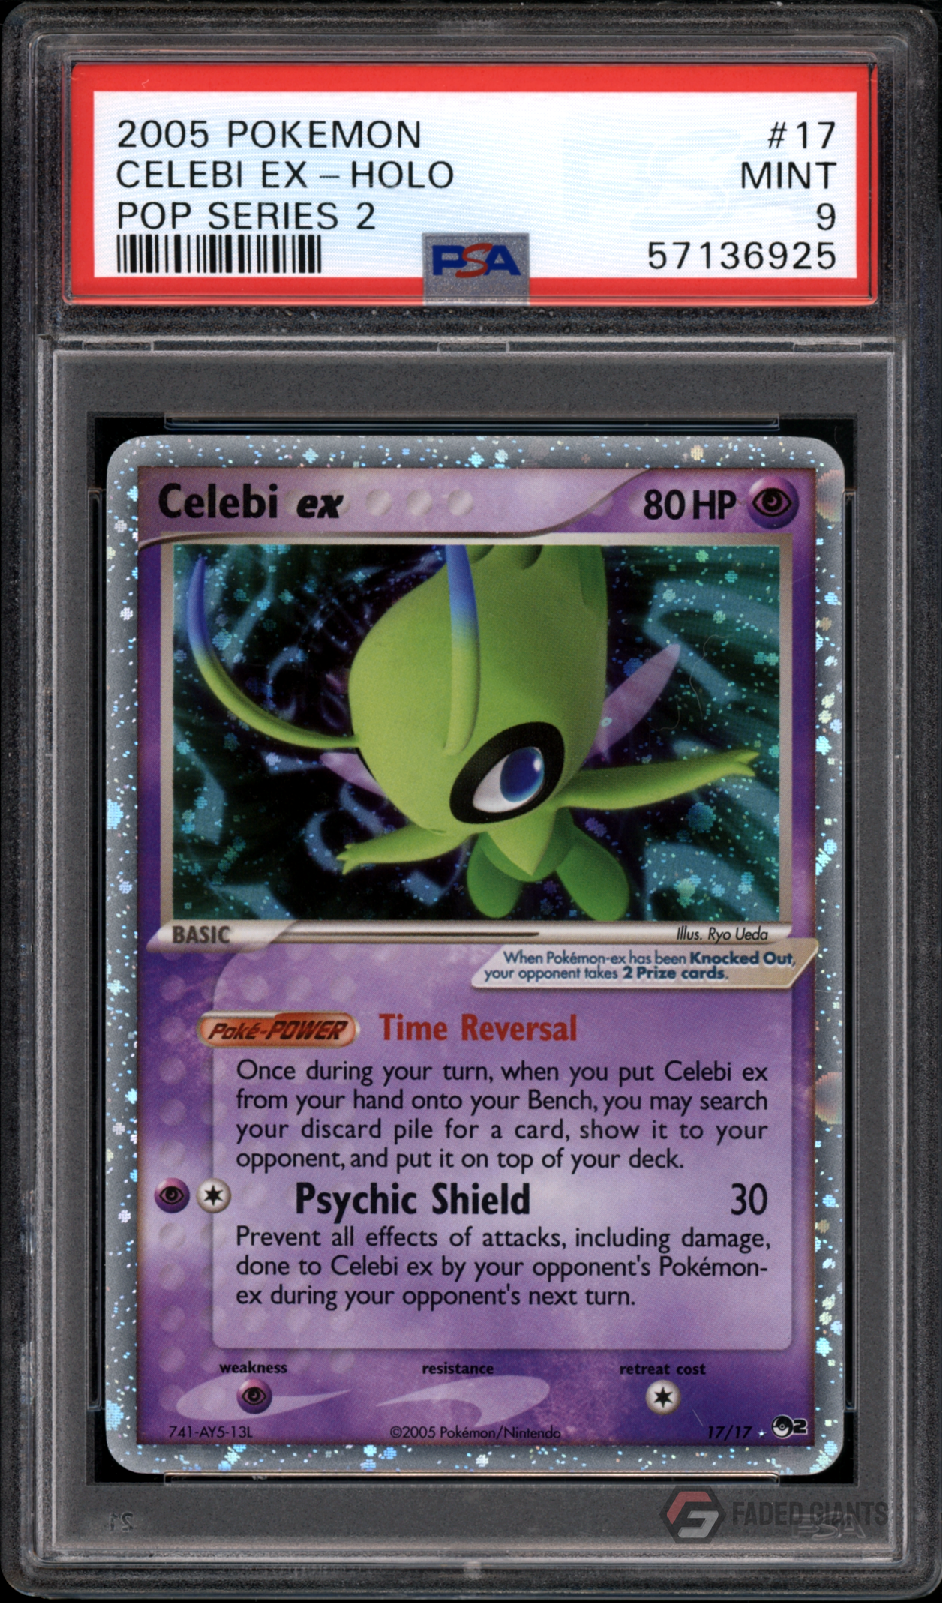 2005 POKEMON #17
CELEBI EX - HOLO MINT
POP SERIES 2 9
PSA 57136925
Celebi ex 80 HP
BASIC Illus. Ryo Ueda
When Pokémon-ex has been Knocked Out,
your opponent takes 2 Prize cards.
Poké-POWER Time Reversal
Once during your turn, when you put Celebi ex
from your hand onto your Bench, you may search
your discard pile for a card, show it to your
opponent, and put it on top of your deck.
Psychic Shield 30
Prevent all effects of attacks, including damage,
done to Celebi ex by your opponent's Pokémon-
ex during your opponent's next turn.
weakness resistance retreat cost
741-AY5-13L ©2005 Pokémon/Nintendo 17/17 2
21 FADED GIANTS
PSA